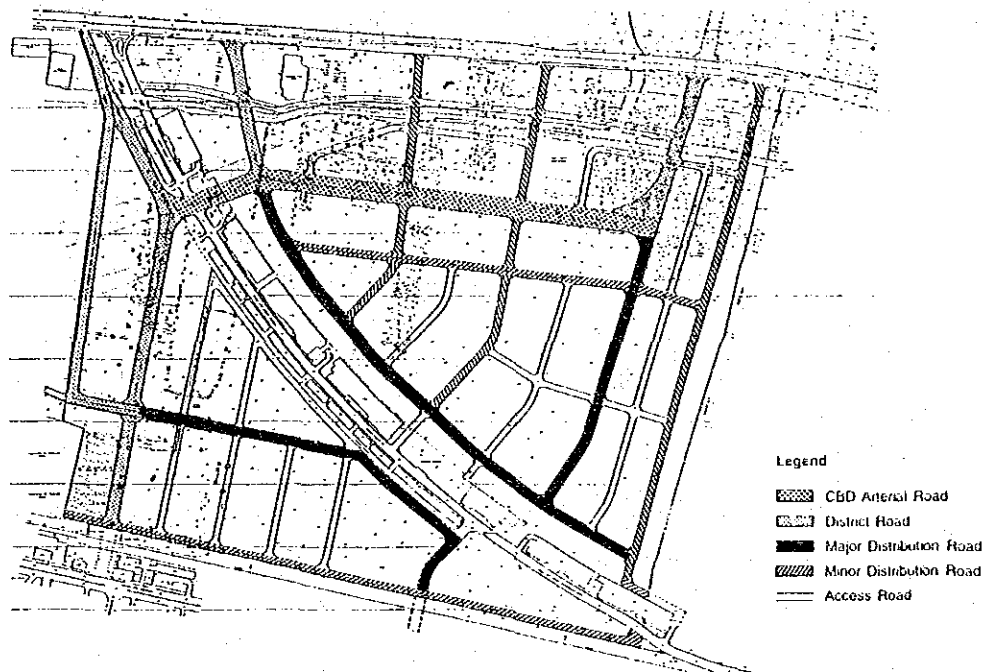 Legend
CBD Arterial Road
District Road
Major Distribution Road
Minor Distribution Road
Access Road